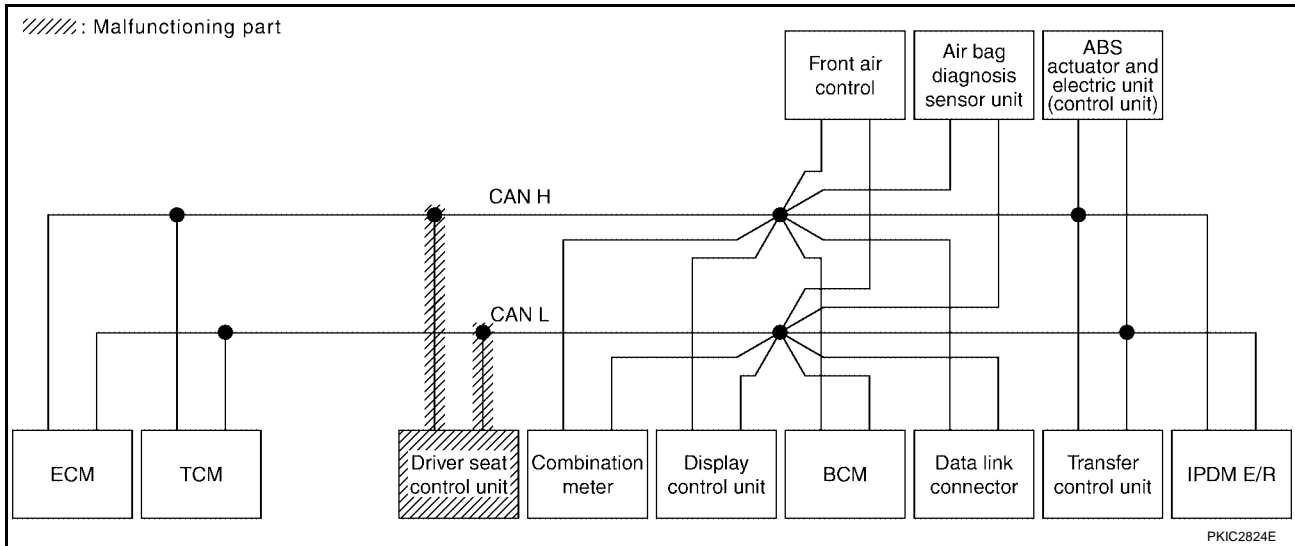 : Malfunctioning part
Front air
control
Air bag
diagnosis
sensor unit
ABS
actuator and
electric unit
(control unit)
CAN H
CAN L
ECM
TCM
Driver seat
control unit
Combination
meter
Display
control unit
BCM
Data link
connector
Transfer
control unit
IPDM E/R
PKIC2824E